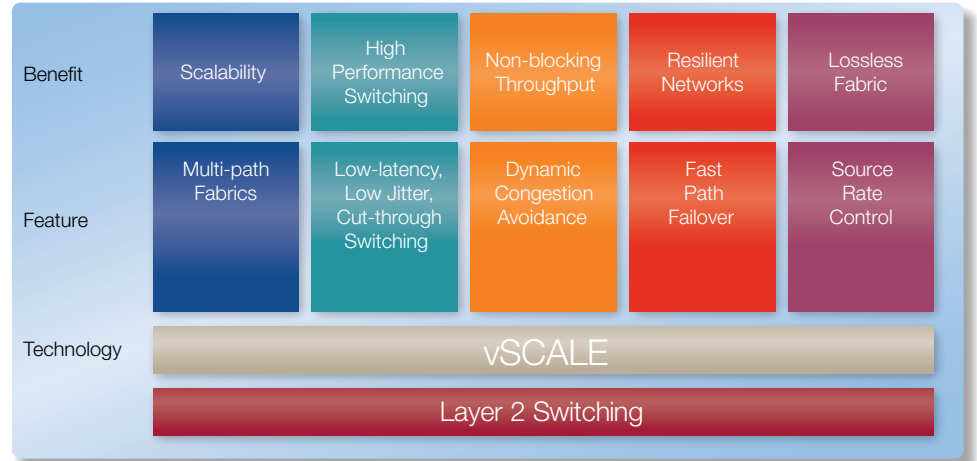 Benefit
Scalability
High
Performance
Switching
Non-blocking
Throughput
Resilient
Networks
Lossless
Fabric
Feature
Multi-path
Fabrics
Low-latency,
Low Jitter,
Cut-through
Switching
Dynamic
Congestion
Avoidance
Fast
Path
Failover
Source
Rate
Control
Technology
vSCALE
Layer 2 Switching